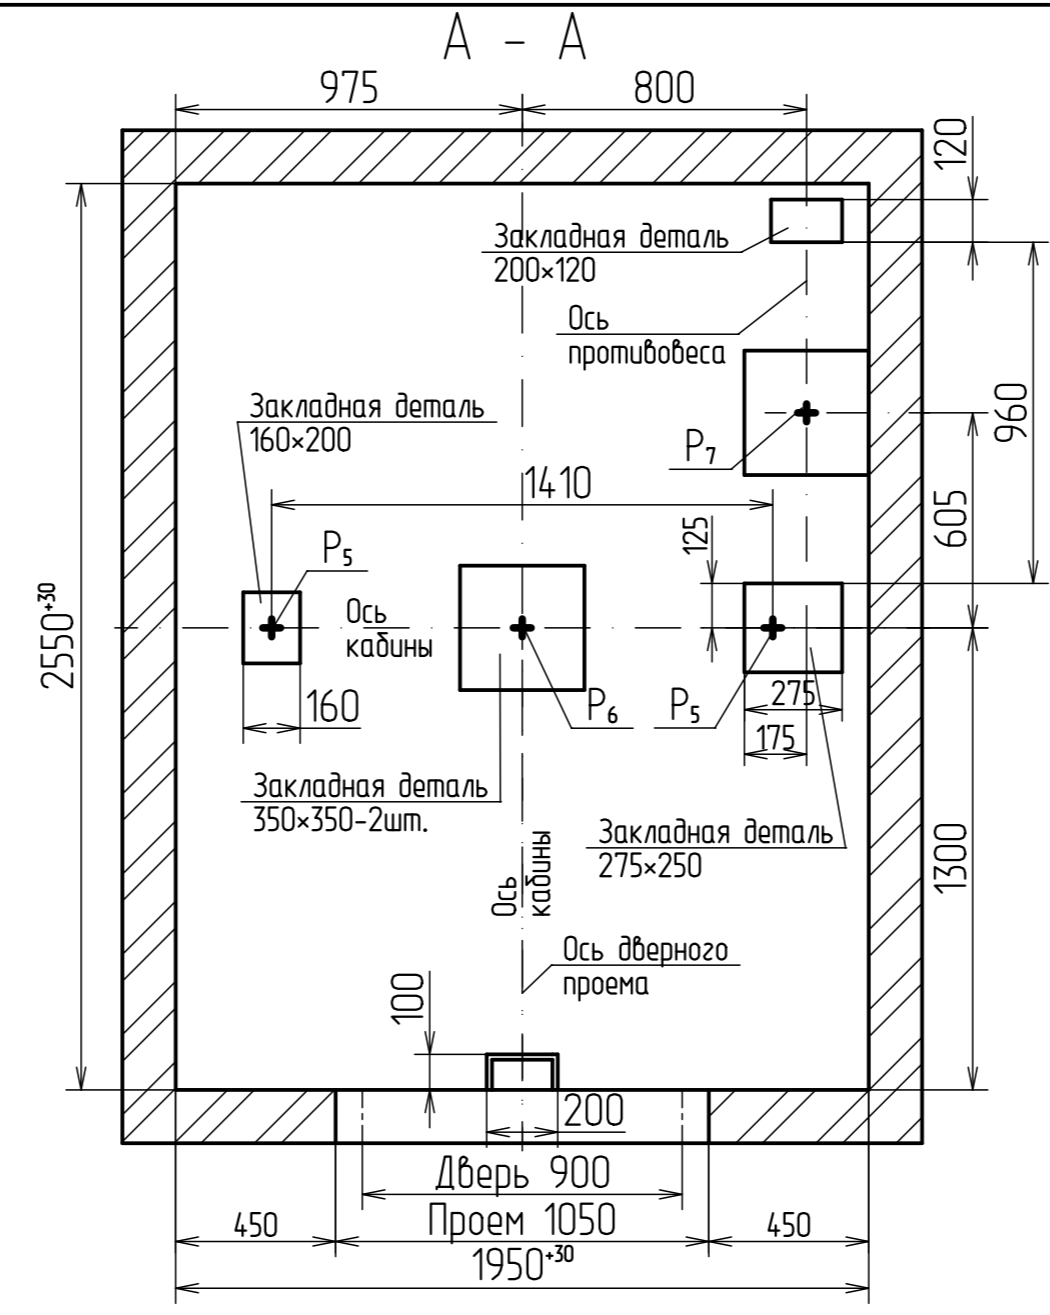 А - А
975
800
120
Закладная деталь
200×120
Ось
противовеса
960
Закладная деталь
160×200
P₇
1410
125
605
P₅
2550⁺³⁰
Ось
кабины
160
P₆
P₅
275
175
Закладная деталь
350×350-2шт.
Закладная деталь
275×250
1300
Ось
кабины
Ось дверного
проема
100
200
Дверь 900
450
Проем 1050
450
1950⁺³⁰